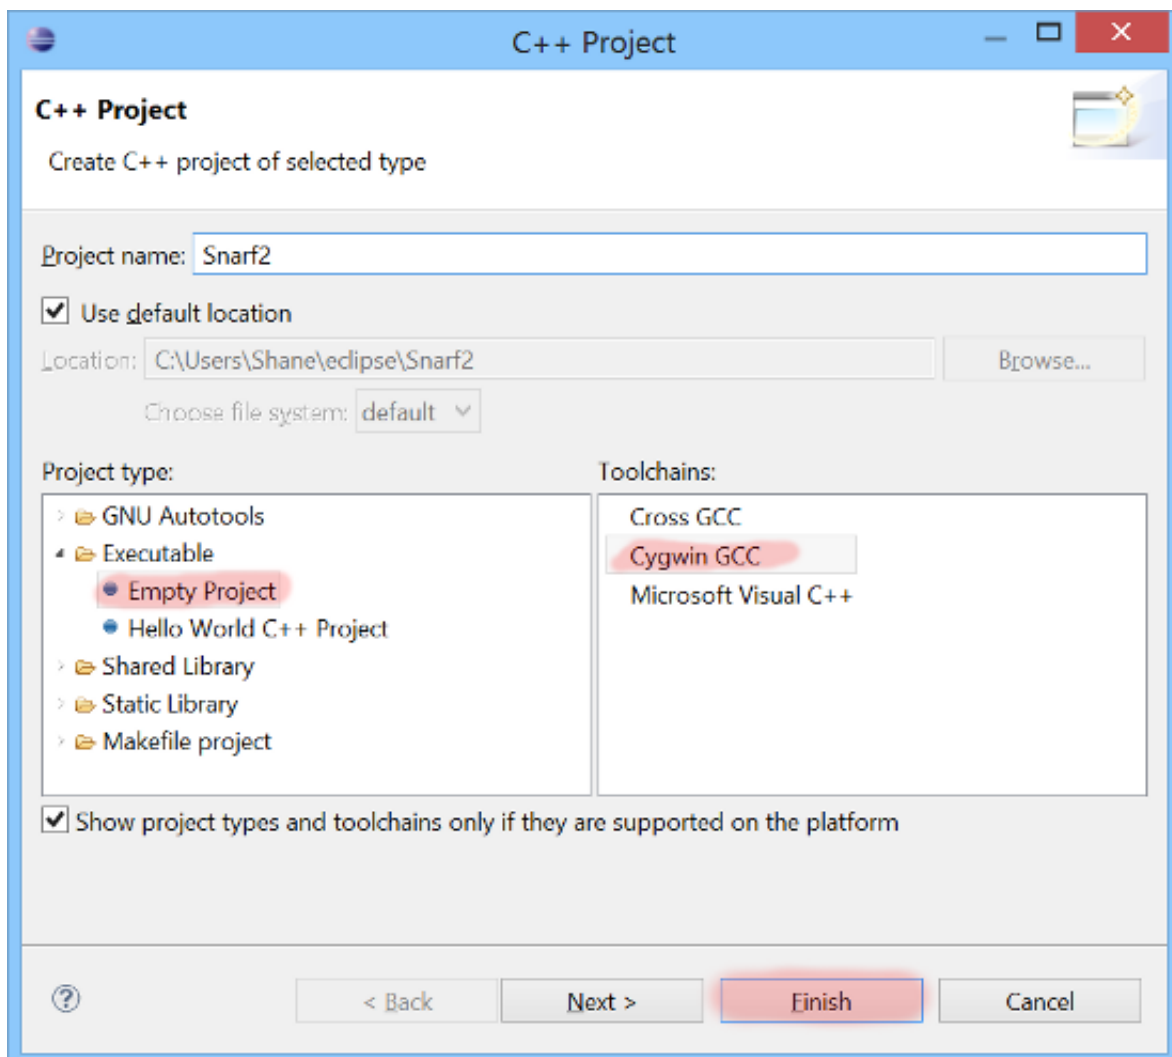 C++ Project
C++ Project
Create C++ project of selected type
Project name: Snarf2
Use default location
Location: C:\Users\Shane\eclipse\Snarf2 Browse...
Choose file system: default
Project type: Toolchains:
GNU Autotools Cross GCC
Executable Cygwin GCC
Empty Project Microsoft Visual C++
Hello World C++ Project
Shared Library
Static Library
Makefile project
Show project types and toolchains only if they are supported on the platform
? < Back Next > Finish Cancel